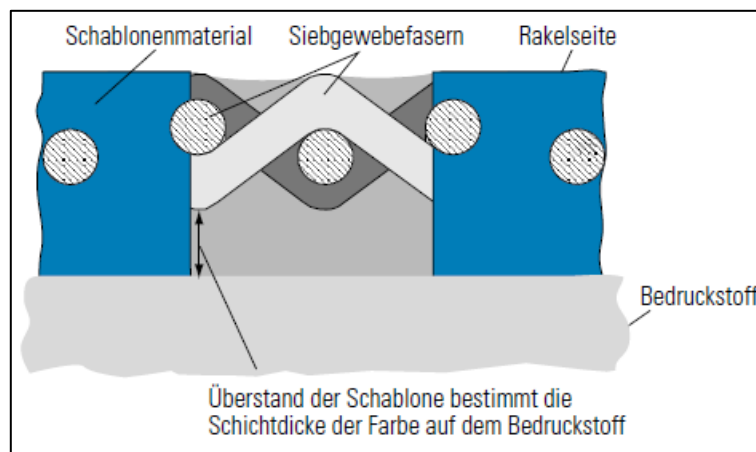 Schablonenmaterial
Siebgewebefasern
Rakelseite
Bedruckstoff
Überstand der Schablone bestimmt die
Schichtdicke der Farbe auf dem Bedruckstoff